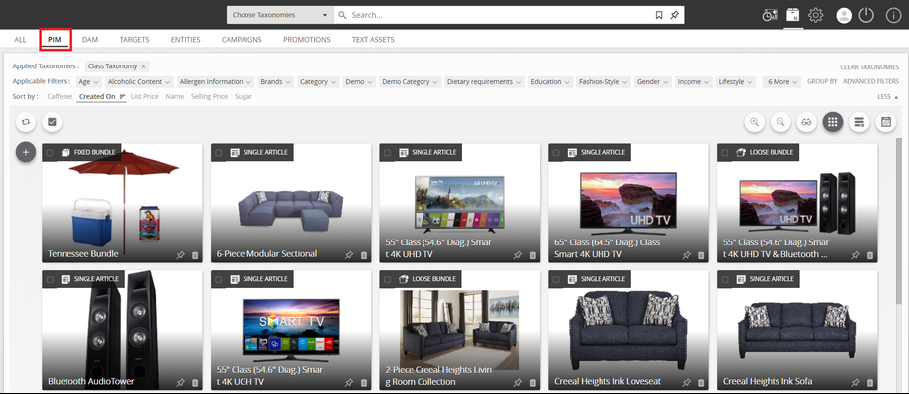 Choose Taxonomies
Search...
ALL PIM DAM TARGETS ENTITIES CAMPAIGNS PROMOTIONS TEXT ASSETS
Applied Taxonomies : Class Taxonomy × CLEAR TAXONOMIES
Applicable Filters: Age Alcoholic Content Allergen Information Brands Category Demo Demo Category Dietary requirements Education Fashion-Style Gender Income Lifestyle 6 More GROUP BY ADVANCED FILTERS
Sort by : Caffeine Created On List Price Name Selling Price Sugar LESS
FIXED BUNDLE
Tennessee Bundle
SINGLE ARTICLE
6-Piece Modular Sectional
SINGLE ARTICLE
UHD TV
55" Class (54.6" Diag.) Smar
t 4K UHD TV
SINGLE ARTICLE
UHD TV
65" Class (64.5") Class
Smart 4K UHD TV
LOOSE BUNDLE
UHD TV
55" Class (54.6" Diag.) Smar
t 4K UHD TV & Bluetooth ...
SINGLE ARTICLE
Bluetooth AudioTower
SINGLE ARTICLE
SMART TV
55" Class (54.6" Diag.) Smar
t 4K UCH TV
LOOSE BUNDLE
2-Piece Creeal Heights Livin
g Room Collection
SINGLE ARTICLE
Creeal Heights Ink Loveseat
SINGLE ARTICLE
Creeal Heights Ink Sofa